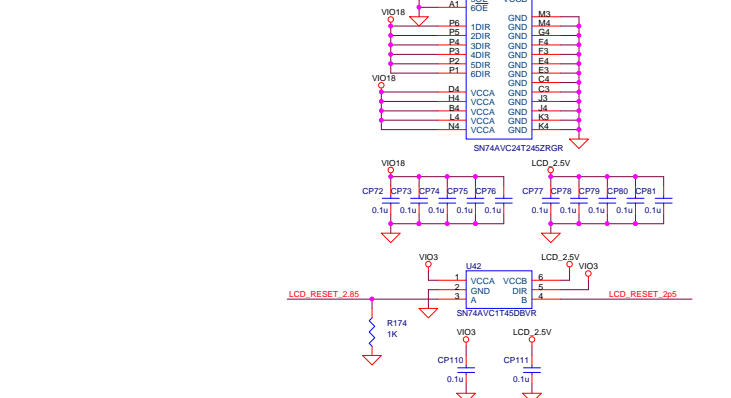 A1 6OE
VIO18
P6 1DIR GND M3
P5 2DIR GND M4
P4 3DIR GND G4
P3 4DIR GND F4
P2 5DIR GND F3
P1 6DIR GND E4
GND E3
VIO18
GND C4
D4 VCCA GND C3
H4 VCCA GND J3
B4 VCCA GND J4
L4 VCCA GND K3
N4 VCCA GND K4
SN74AVC24T245ZRGR
VIO18 LCD_2.5V
CP72 CP73 CP74 CP75 CP76 CP77 CP78 CP79 CP80 CP81
0.1u 0.1u 0.1u 0.1u 0.1u 0.1u 0.1u 0.1u 0.1u 0.1u
VIO3 LCD_2.5V
U42 VIO3
1 VCCA VCCB 6
2 GND DIR 5
LCD_RESET_2.85 3 A B 4 LCD_RESET_2p5
SN74AVC1T45DBVR
R174
1K
VIO3 LCD_2.5V
CP110 CP111
0.1u 0.1u